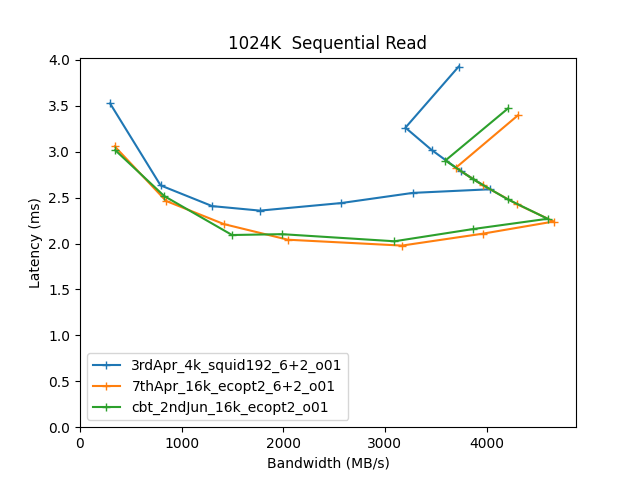 1024K  Sequential Read
4.0
3.5
3.0
2.5
2.0
1.5
1.0
0.5
0.0
Latency (ms)
3rdApr_4k_squid192_6+2_o01
7thApr_16k_ecopt2_6+2_o01
cbt_2ndJun_16k_ecopt2_o01
0 1000 2000 3000 4000
Bandwidth (MB/s)